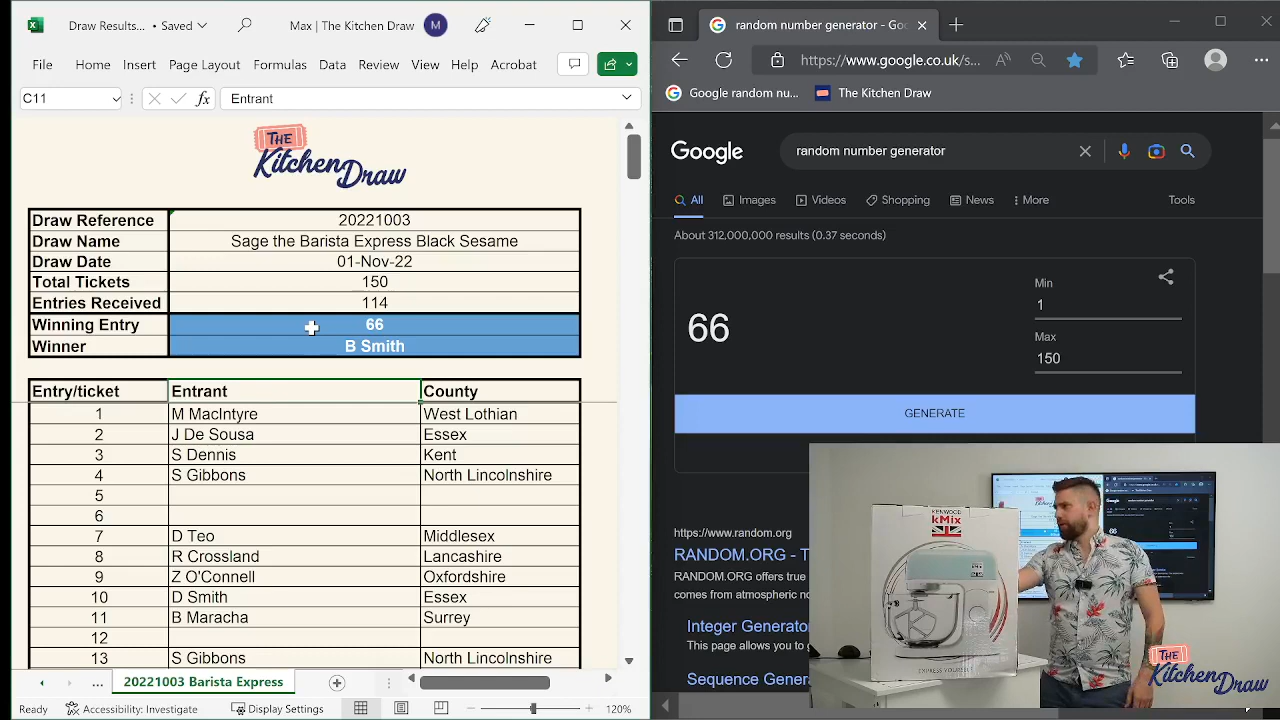 Draw Results... • Saved
Max | The Kitchen Draw
M
File Home Insert Page Layout Formulas Data Review View Help Acrobat
C11
fx
Entrant
THE
Kitchen Draw
Draw Reference 20221003
Draw Name Sage the Barista Express Black Sesame
Draw Date 01-Nov-22
Total Tickets 150
Entries Received 114
Winning Entry 66
Winner B Smith
Entry/ticket Entrant County
1 M MacIntyre West Lothian
2 J De Sousa Essex
3 S Dennis Kent
4 S Gibbons North Lincolnshire
5
6
7 D Teo Middlesex
8 R Crossland Lancashire
9 Z O'Connell Oxfordshire
10 D Smith Essex
11 B Maracha Surrey
12
13 S Gibbons North Lincolnshire
... 20221003 Barista Express
Ready Accessibility: Investigate Display Settings 120%
random number generator - Goo
https://www.google.co.uk/s...
Google random nu... The Kitchen Draw
Google
random number generator
All Images Videos Shopping News More Tools
About 312,000,000 results (0.37 seconds)
66
Min
1
Max
150
GENERATE
https://www.random.org
RANDOM.ORG - T
RANDOM.ORG offers true
comes from atmospheric no
Integer Generato
This page allows you to g
Sequence Genera
KENWOOD
kMix
EXPRESS YOURSELF
THE
Kitchen Draw